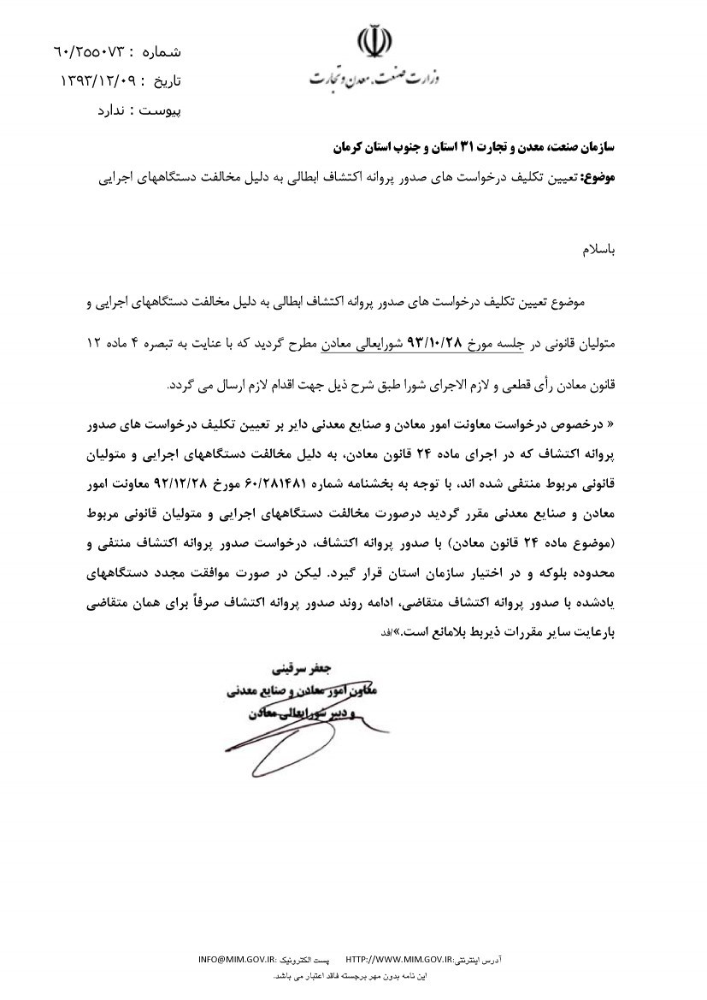 شماره : ٦٠/٢٥٥٠٧٣
تاریخ : ١٣٩٣/١٢/٠٩
پیوست : ندارد
وزارت صنعت، معدن و تجارت
سازمان صنعت، معدن و تجارت ۳۱ استان و جنوب استان کرمان
موضوع: تعیین تکلیف درخواست های صدور پروانه اکتشاف ابطالی به دلیل مخالفت دستگاههای اجرایی
باسلام
موضوع تعیین تکلیف درخواست های صدور پروانه اکتشاف ابطالی به دلیل مخالفت دستگاههای اجرایی و
متولیان قانونی در جلسه مورخ ۹۳/۱۰/۲۸ شورایعالی معادن مطرح گردید که با عنایت به تبصره ۴ ماده ۱۲
قانون معادن رأی قطعی و لازم الاجرای شورا طبق شرح ذیل جهت اقدام لازم ارسال می گردد.
« درخصوص درخواست معاونت امور معادن و صنایع معدنی دایر بر تعیین تکلیف درخواست های صدور
پروانه اکتشاف که در اجرای ماده ۲۴ قانون معادن، به دلیل مخالفت دستگاههای اجرایی و متولیان
قانونی مربوط منتفی شده اند، با توجه به بخشنامه شماره ۶۰/۲۸۱۴۸۱ مورخ ۹۲/۱۲/۲۸ معاونت امور
معادن و صنایع معدنی مقرر گردید درصورت مخالفت دستگاههای اجرایی و متولیان قانونی مربوط
(موضوع ماده ۲۴ قانون معادن) با صدور پروانه اکتشاف، درخواست صدور پروانه اکتشاف منتفی و
محدوده بلوکه و در اختیار سازمان استان قرار گیرد. لیکن در صورت موافقت مجدد دستگاههای
یادشده با صدور پروانه اکتشاف متقاضی، ادامه روند صدور پروانه اکتشاف صرفاً برای همان متقاضی
بارعایت سایر مقررات ذیربط بلامانع است.»/فد
جعفر سرقینی
معاون امور معادن و صنایع معدنی
و دبیر شورایعالی معادن
آدرس اینترنتی:HTTP://WWW.MIM.GOV.IR پست الکترونیک :INFO@MIM.GOV.IR
این نامه بدون مهر برجسته فاقد اعتبار می باشد.